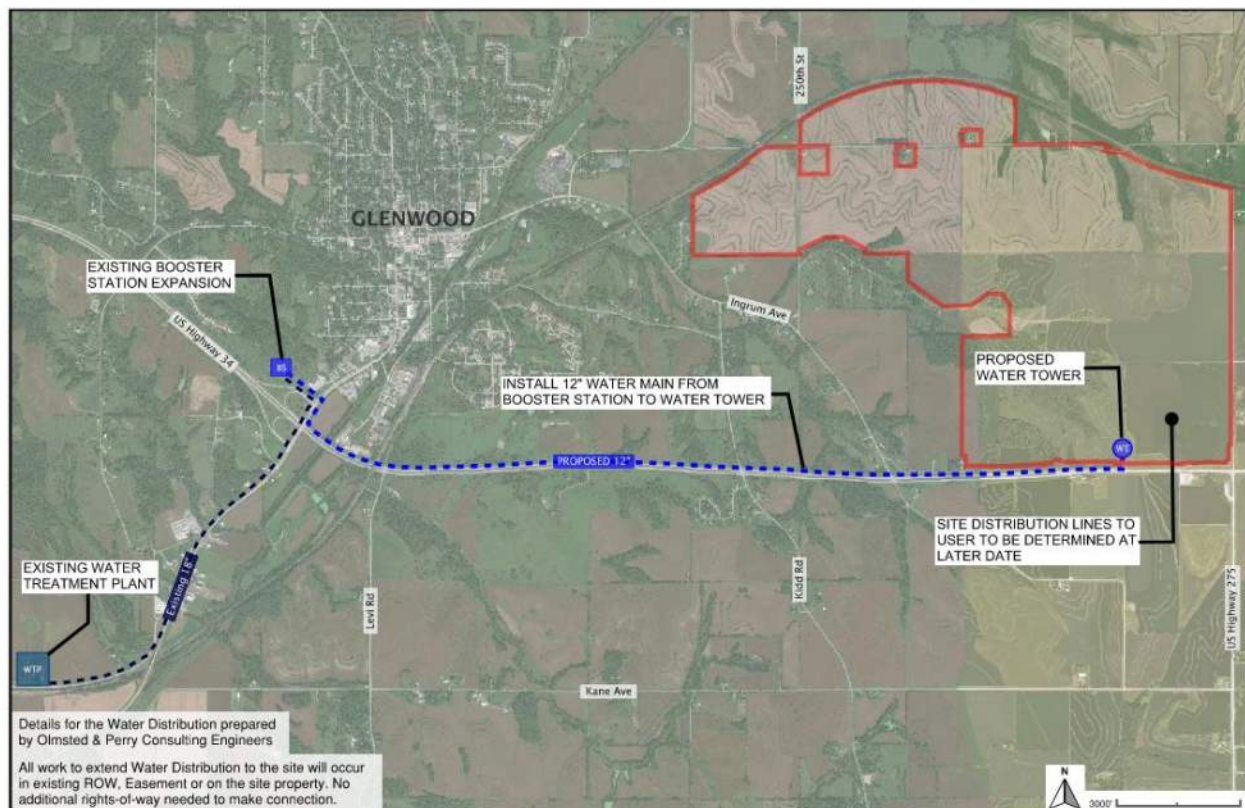 250th St
GLENWOOD
EXISTING BOOSTER
STATION EXPANSION
US Highway 34
Ingrum Ave
BS
INSTALL 12" WATER MAIN FROM
BOOSTER STATION TO WATER TOWER
PROPOSED
WATER TOWER
WT
PROPOSED 12"
SITE DISTRIBUTION LINES TO
USER TO BE DETERMINED AT
LATER DATE
EXISTING WATER
TREATMENT PLANT
Existing 18"
Levi Rd
Kidd Rd
US Highway 275
WTP
Kane Ave
Details for the Water Distribution prepared
by Olmsted & Perry Consulting Engineers
All work to extend Water Distribution to the site will occur
in existing ROW, Easement or on the site property. No
additional rights-of-way needed to make connection.
N
3000'